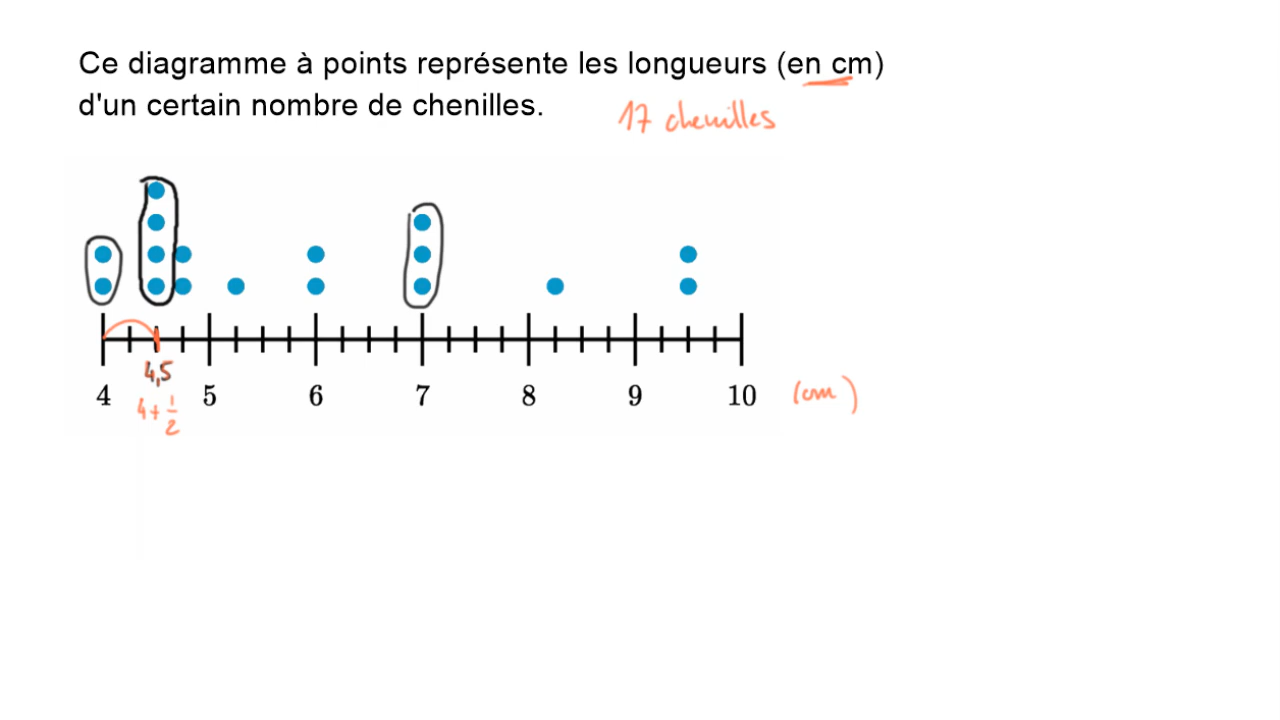 Ce diagramme à points représente les longueurs (en cm)
d'un certain nombre de chenilles.
17 chenilles
4,5
4 5 6 7 8 9 10 (cm)
4 + 1/2